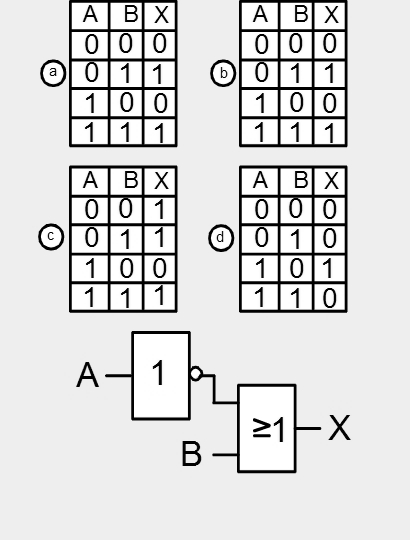 A B X A B X
0 0 0 0 0 0
a 0 1 1 b 0 1 1
1 0 0 1 0 0
1 1 1 1 1 1
A B X A B X
0 0 1 0 0 0
c 0 1 1 d 0 1 0
1 0 0 1 0 1
1 1 1 1 1 0
A 1
≥1 X
B